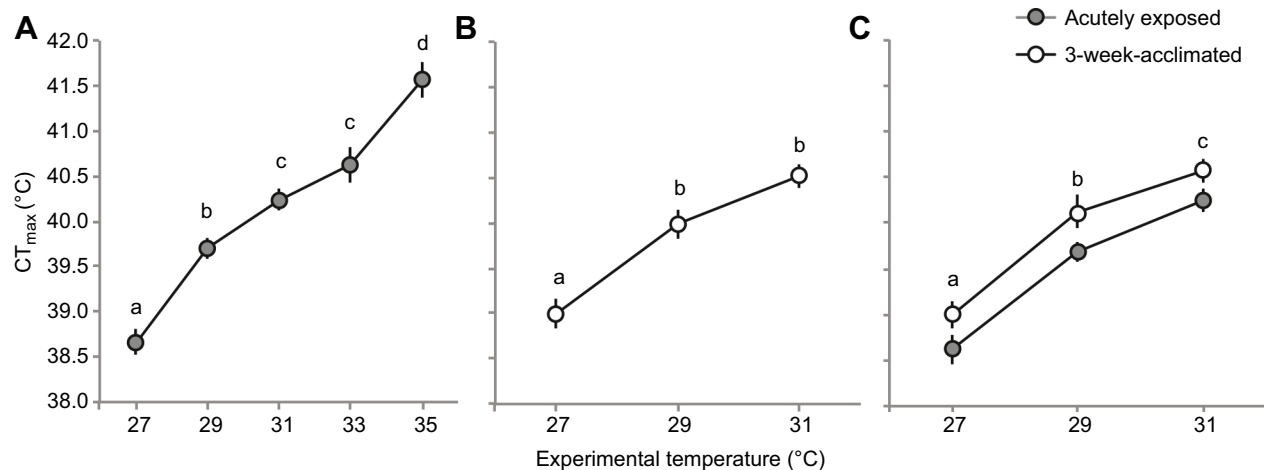 A
B
C
Acutely exposed
3-week-acclimated
42.0
41.5
41.0
40.5
40.0
39.5
39.0
38.5
38.0
CTmax (°C)
a
b
c
c
d
a
b
b
a
b
c
27 29 31 33 35
27 29 31
27 29 31
Experimental temperature (°C)